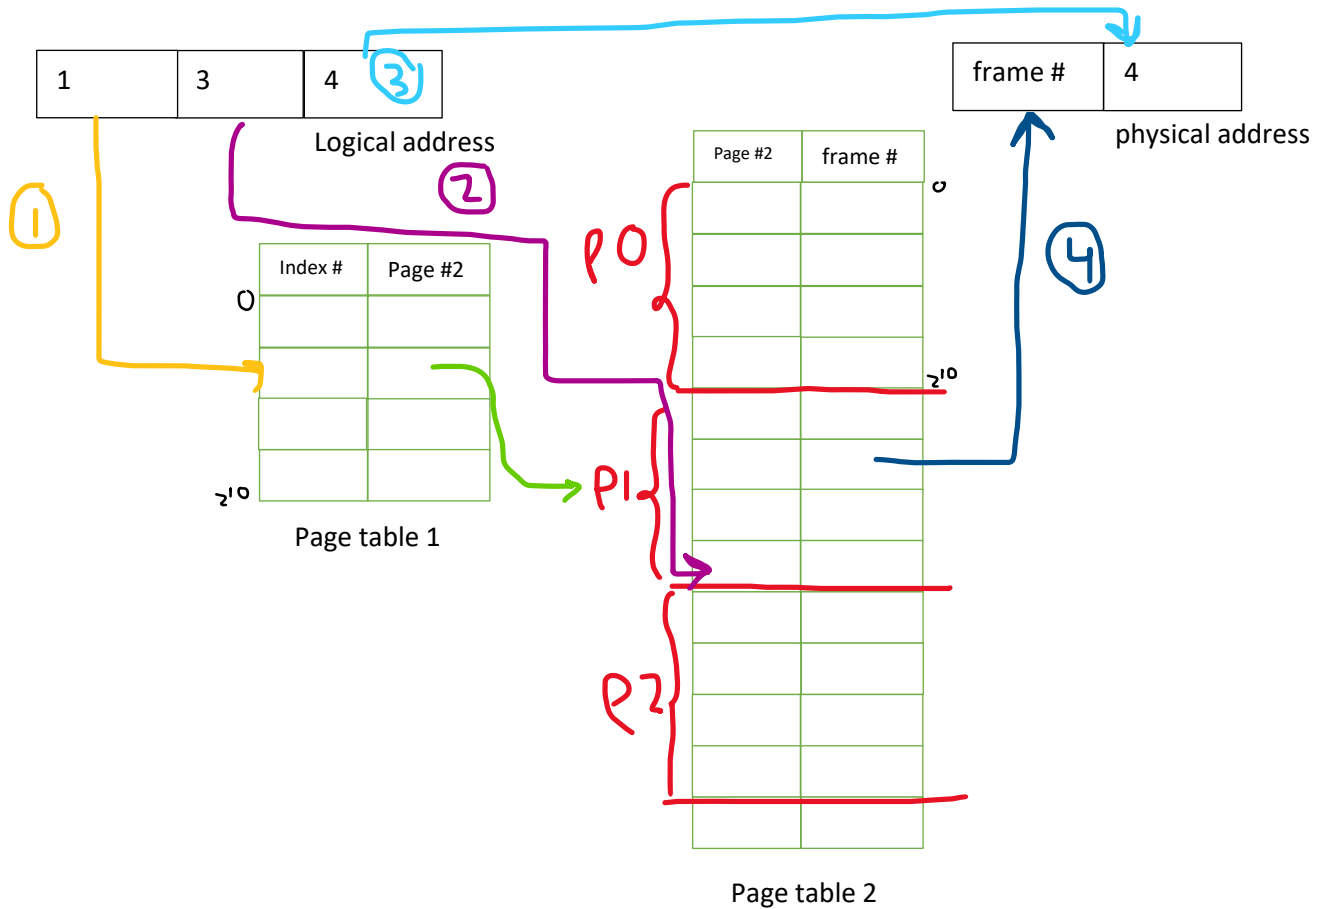 1 3 4 ③
Logical address
frame # 4
physical address
①
②
Index # Page #2
0
2^10
Page table 1
Page #2 frame #
0
P0
2^10
P1
P2
④
Page table 2